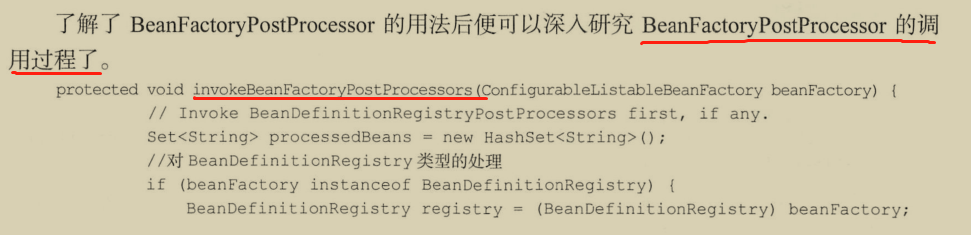 了解了 BeanFactoryPostProcessor 的用法后便可以深入研究 BeanFactoryPostProcessor 的调
用过程了。
protected void invokeBeanFactoryPostProcessors(ConfigurableListableBeanFactory beanFactory) {
// Invoke BeanDefinitionRegistryPostProcessors first, if any.
Set<String> processedBeans = new HashSet<String>();
//对 BeanDefinitionRegistry 类型的处理
if (beanFactory instanceof BeanDefinitionRegistry) {
BeanDefinitionRegistry registry = (BeanDefinitionRegistry) beanFactory;